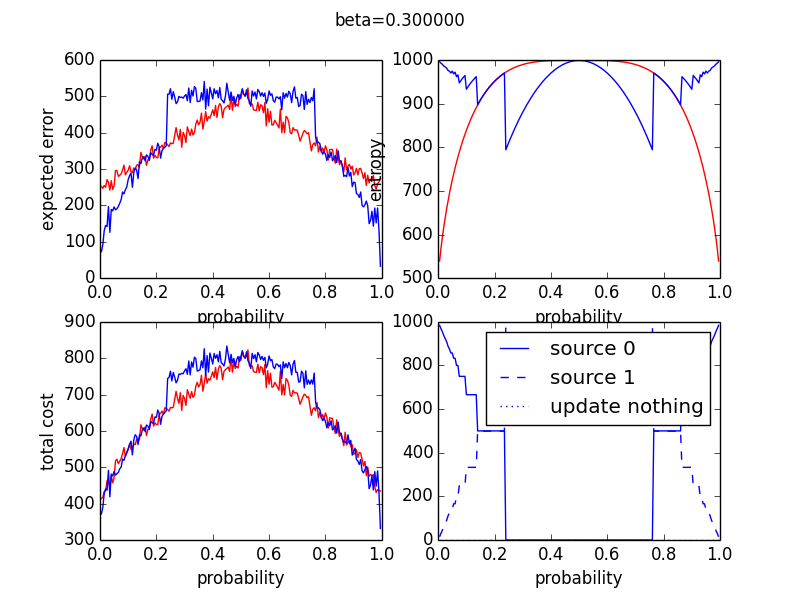 beta=0.300000
600
500
400
300
200
100
0
expected error
0.0 0.2 0.4 0.6 0.8 1.0
probability
1000
900
800
700
600
500
entropy
0.0 0.2 0.4 0.6 0.8 1.0
probability
900
800
700
600
500
400
300
total cost
0.0 0.2 0.4 0.6 0.8 1.0
probability
1000
800
600
400
200
0
source 0
source 1
update nothing
0.0 0.2 0.4 0.6 0.8 1.0
probability